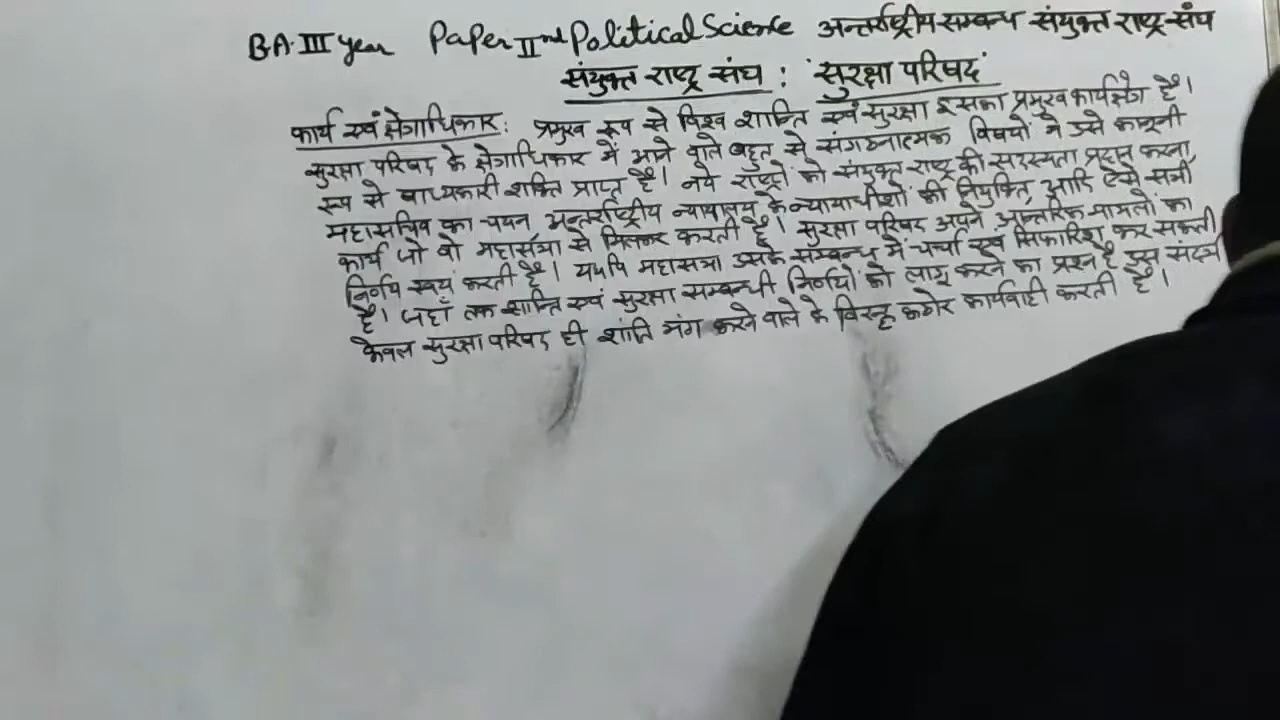 B.A. III year Paper IInd Political Science अन्तर्राष्ट्रीय सम्बन्ध संयुक्त राष्ट्र-संघ
संयुक्त राष्ट्र संघ : सुरक्षा परिषद
कार्य एवं क्षेत्राधिकार: प्रमुख रूप से विश्व शान्ति एवं सुरक्षा इसका प्रमुख कार्यक्षेत्र है।
सुरक्षा परिषद के क्षेत्राधिकार में आने वाले बहुत से संगठनात्मक विषयों में उसे कानूनी
रूप से बाध्यकारी शक्ति प्राप्त है। नये राष्ट्रों को संयुक्त राष्ट्र की सदस्यता प्रदान करना,
महासचिव का चयन अन्तर्राष्ट्रीय न्यायालय के न्यायाधीशों की नियुक्ति, आदि ऐसे सभी
कार्य जो वो महासभा से मिलकर करती है। सुरक्षा परिषद अपने आन्तरिक मामलों का
निर्णय स्वयं करती है। यद्यपि महासभा उसके सम्बन्ध में चर्चा एवं सिफारिश कर सकती
है। जहाँ तक शान्ति एवं सुरक्षा सम्बन्धी निर्णयों को लागू करने का प्रश्न है इस संदर्भ
केवल सुरक्षा परिषद ही शांति भंग करने वाले के विरुद्ध कठोर कार्यवाही करती है।